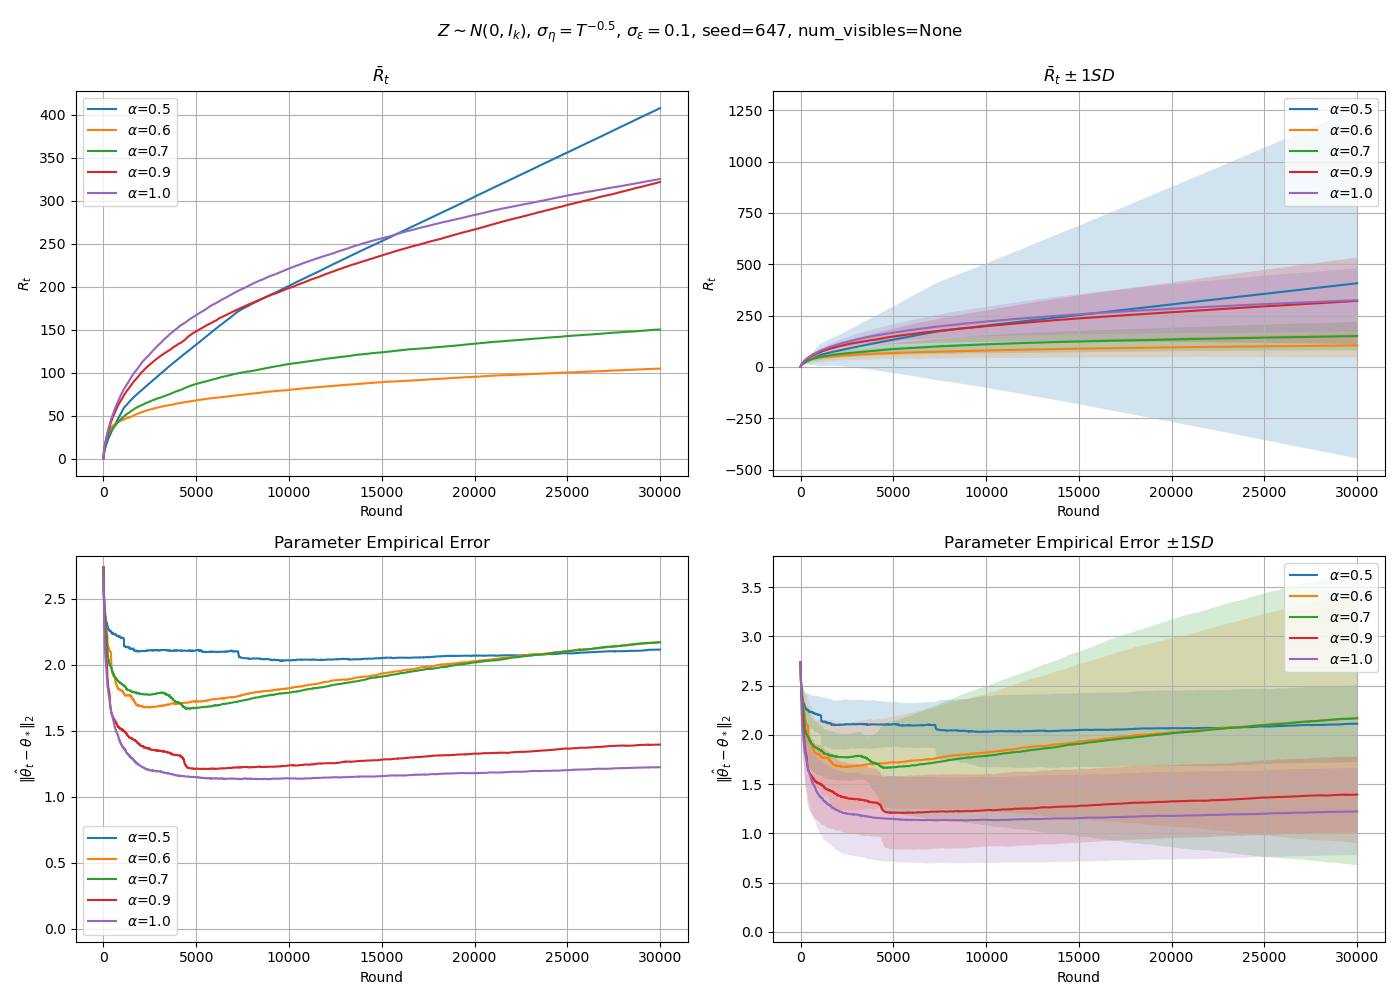 Z ∼ N(0, I_k), σ_η = T^{−0.5}, σ_ε = 0.1, seed=647, num_visibles=None
R̄_t
R_t
400
350
300
250
200
150
100
50
0
α=0.5
α=0.6
α=0.7
α=0.9
α=1.0
0 5000 10000 15000 20000 25000 30000
Round
R̄_t ± 1SD
R_t
1250
1000
750
500
250
0
−250
−500
α=0.5
α=0.6
α=0.7
α=0.9
α=1.0
0 5000 10000 15000 20000 25000 30000
Round
Parameter Empirical Error
‖θ̂_t − θ_*‖_2
2.5
2.0
1.5
1.0
0.5
0.0
α=0.5
α=0.6
α=0.7
α=0.9
α=1.0
0 5000 10000 15000 20000 25000 30000
Round
Parameter Empirical Error ±1SD
‖θ̂_t − θ_*‖_2
3.5
3.0
2.5
2.0
1.5
1.0
0.5
0.0
α=0.5
α=0.6
α=0.7
α=0.9
α=1.0
0 5000 10000 15000 20000 25000 30000
Round